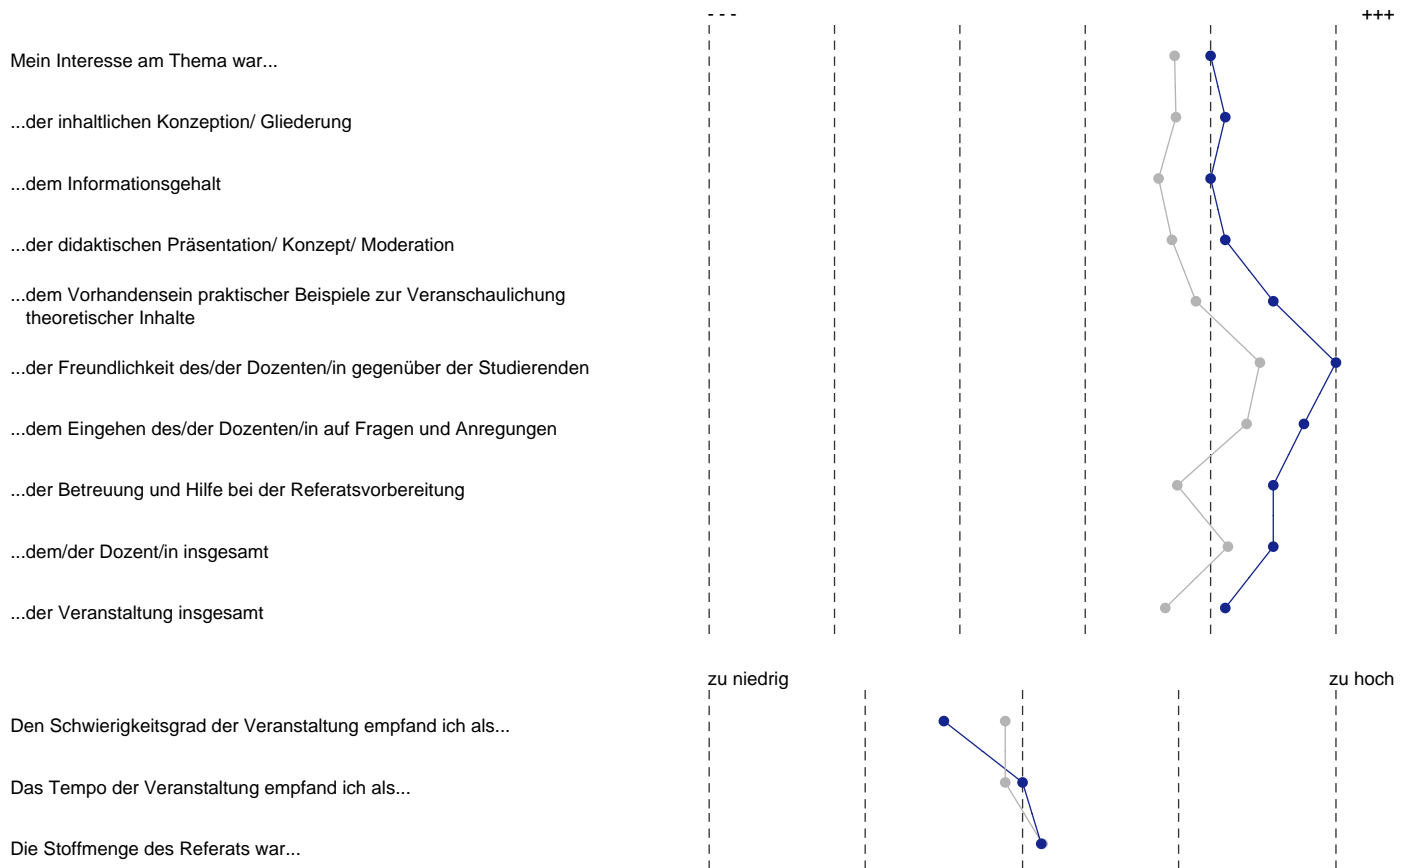 - - -
+++
Mein Interesse am Thema war...
...der inhaltlichen Konzeption/ Gliederung
...dem Informationsgehalt
...der didaktischen Präsentation/ Konzept/ Moderation
...dem Vorhandensein praktischer Beispiele zur Veranschaulichung
theoretischer Inhalte
...der Freundlichkeit des/der Dozenten/in gegenüber der Studierenden
...dem Eingehen des/der Dozenten/in auf Fragen und Anregungen
...der Betreuung und Hilfe bei der Referatsvorbereitung
...dem/der Dozent/in insgesamt
...der Veranstaltung insgesamt
zu niedrig
zu hoch
Den Schwierigkeitsgrad der Veranstaltung empfand ich als...
Das Tempo der Veranstaltung empfand ich als...
Die Stoffmenge des Referats war...